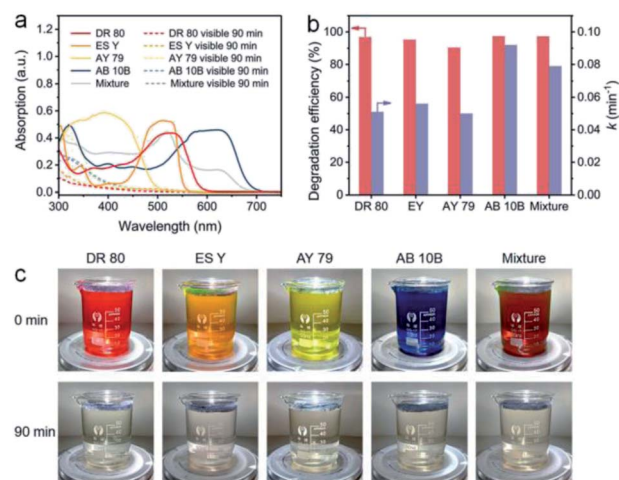 a
DR 80
ES Y
AY 79
AB 10B
Mixture
DR 80 visible 90 min
ES Y visible 90 min
AY 79 visible 90 min
AB 10B visible 90 min
Mixture visible 90 min
Absorption (a.u.)
1.2
0.9
0.6
0.4
0.2
0.0
300 400 500 600 700
Wavelength (nm)
b
Degradation efficiency (%)
100
80
60
40
20
0
k (min⁻¹)
0.10
0.08
0.06
0.04
0.02
0.00
DR 80 EY AY 79 AB 10B Mixture
c
DR 80 ES Y AY 79 AB 10B Mixture
0 min
90 min